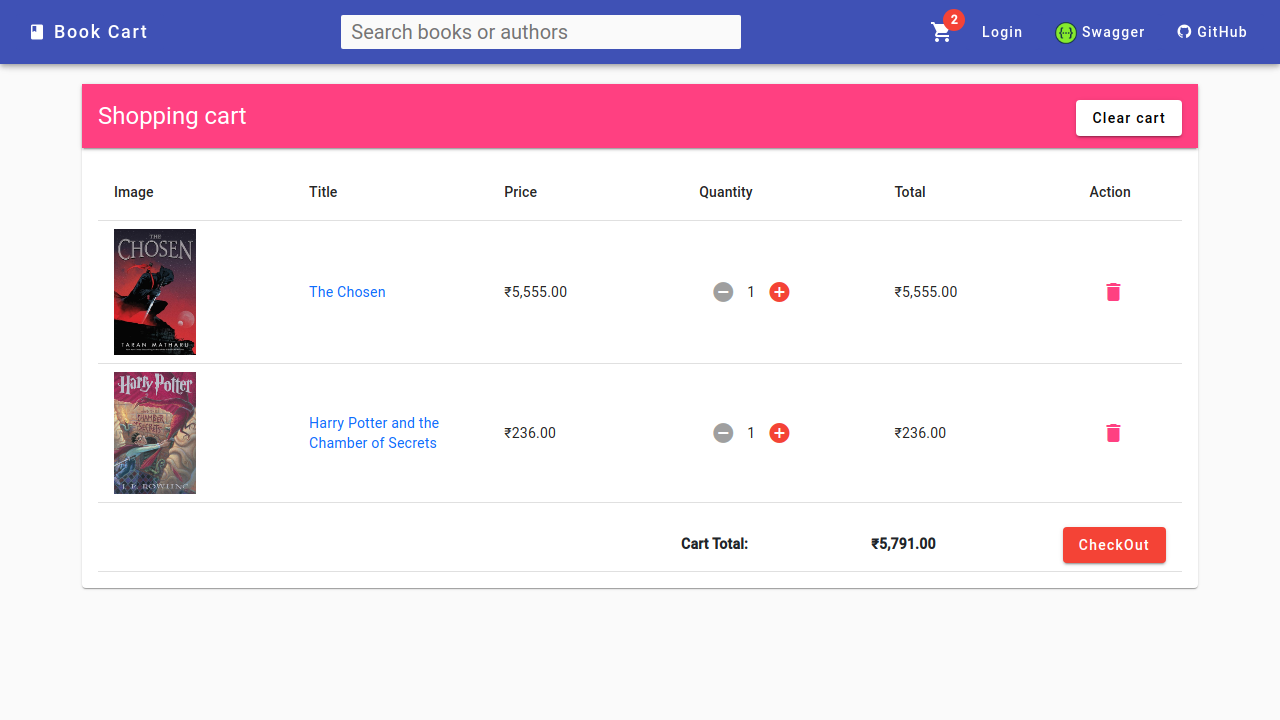 Book Cart
Search books or authors
2
Login
Swagger
GitHub
Shopping cart
Clear cart
Image Title Price Quantity Total Action
THE
CHOSEN
TARAN MATHARU
The Chosen ₹5,555.00 1 ₹5,555.00
Harry Potter
CHAMBER
SECRETS
J. K. ROWLING
Harry Potter and the
Chamber of Secrets
₹236.00 1 ₹236.00
Cart Total: ₹5,791.00 CheckOut